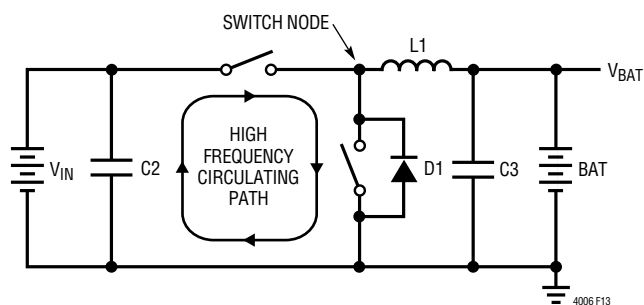 SWITCH NODE
L1
V_BAT
HIGH
FREQUENCY
CIRCULATING
PATH
V_IN
C2
D1
C3
BAT
4006 F13